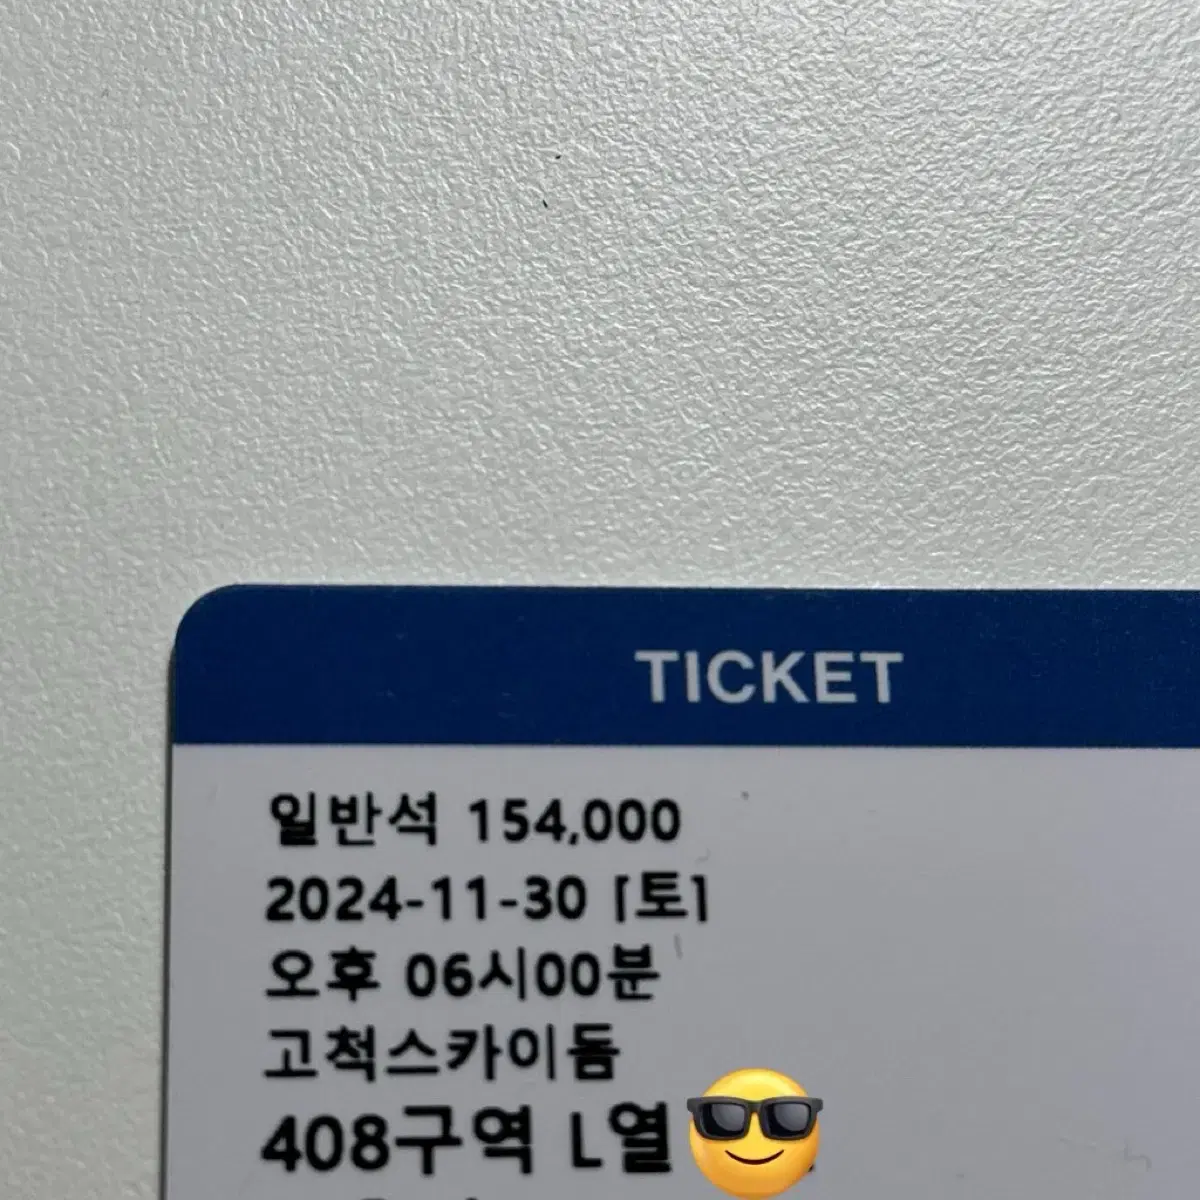 TICKET
일반석 154,000
2024-11-30 [토]
오후 06시00분
고척스카이돔
408구역 L열